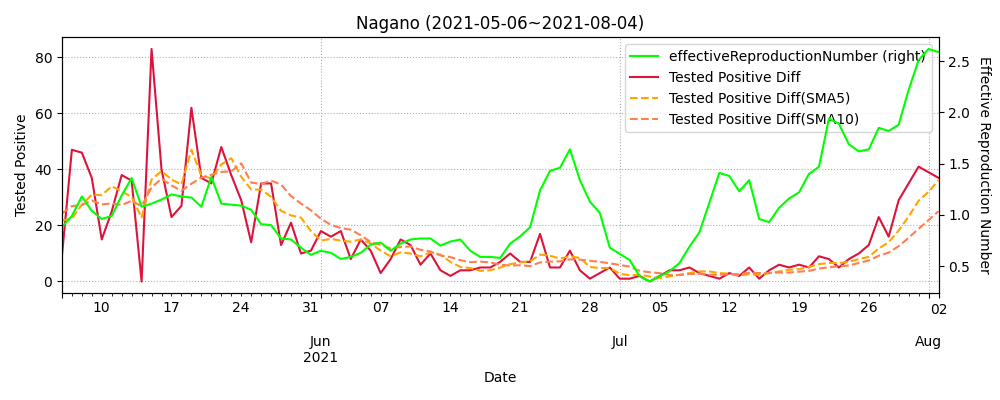 Nagano (2021-05-06~2021-08-04)
effectiveReproductionNumber (right)
Tested Positive Diff
Tested Positive Diff(SMA5)
Tested Positive Diff(SMA10)
Tested Positive
80
60
40
20
0
Effective Reproduction Number
2.5
2.0
1.5
1.0
0.5
10 17 24 31 07 14 21 28 05 12 19 26 02
Jun Jul Aug
2021
Date